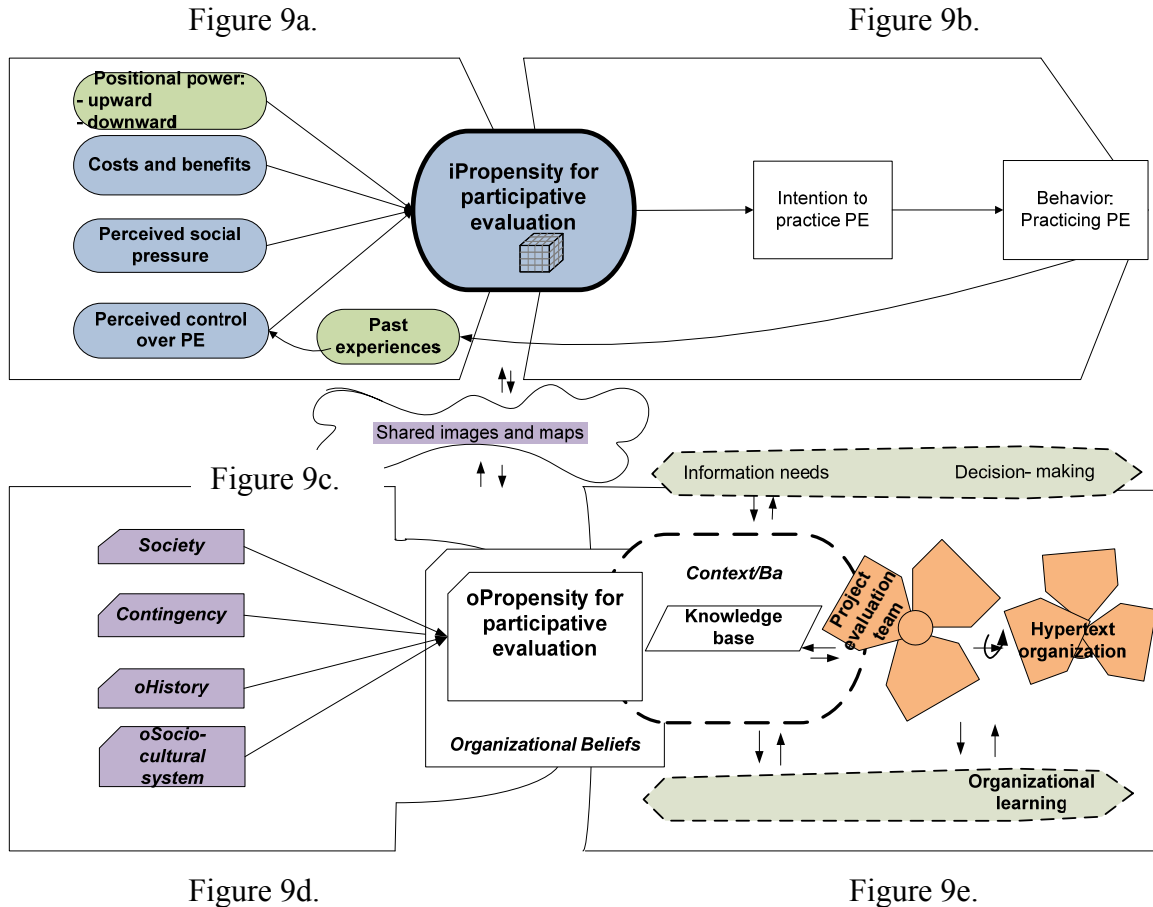 Figure 9a.
Figure 9b.
Positional power:
- upward
- downward
Costs and benefits
Perceived social
pressure
Perceived control
over PE
Past
experiences
iPropensity for
participative
evaluation
Intention to
practice PE
Behavior:
Practicing PE
Shared images and maps
Figure 9c.
Information needs
Decision- making
Society
Contingency
oHistory
oSocio-
cultural
system
oPropensity for
participative
evaluation
Organizational Beliefs
Context/Ba
Knowledge
base
Project
evaluation
team
Hypertext
organization
Organizational
learning
Figure 9d.
Figure 9e.